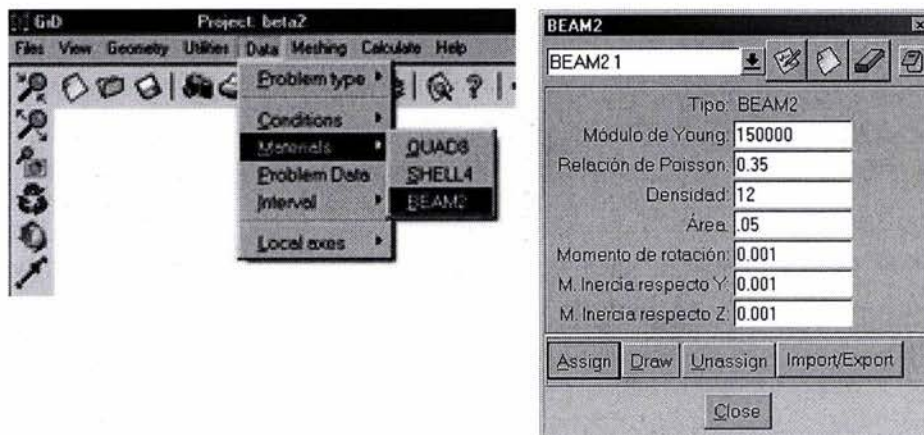 GiD Project: beta2
Files View Geometry Utilities Data Meshing Calculate Help
Problem type
Conditions
Materials
Problem Data
Interval
Local axes
QUAD8
SHELL4
BEAM2
BEAM2
BEAM2 1
Tipo: BEAM2
Módulo de Young: 150000
Relación de Poisson: 0.35
Densidad: 12
Área: .05
Momento de rotación: 0.001
M. Inercia respecto Y: 0.001
M. Inercia respecto Z: 0.001
Assign Draw Unassign Import/Export
Close